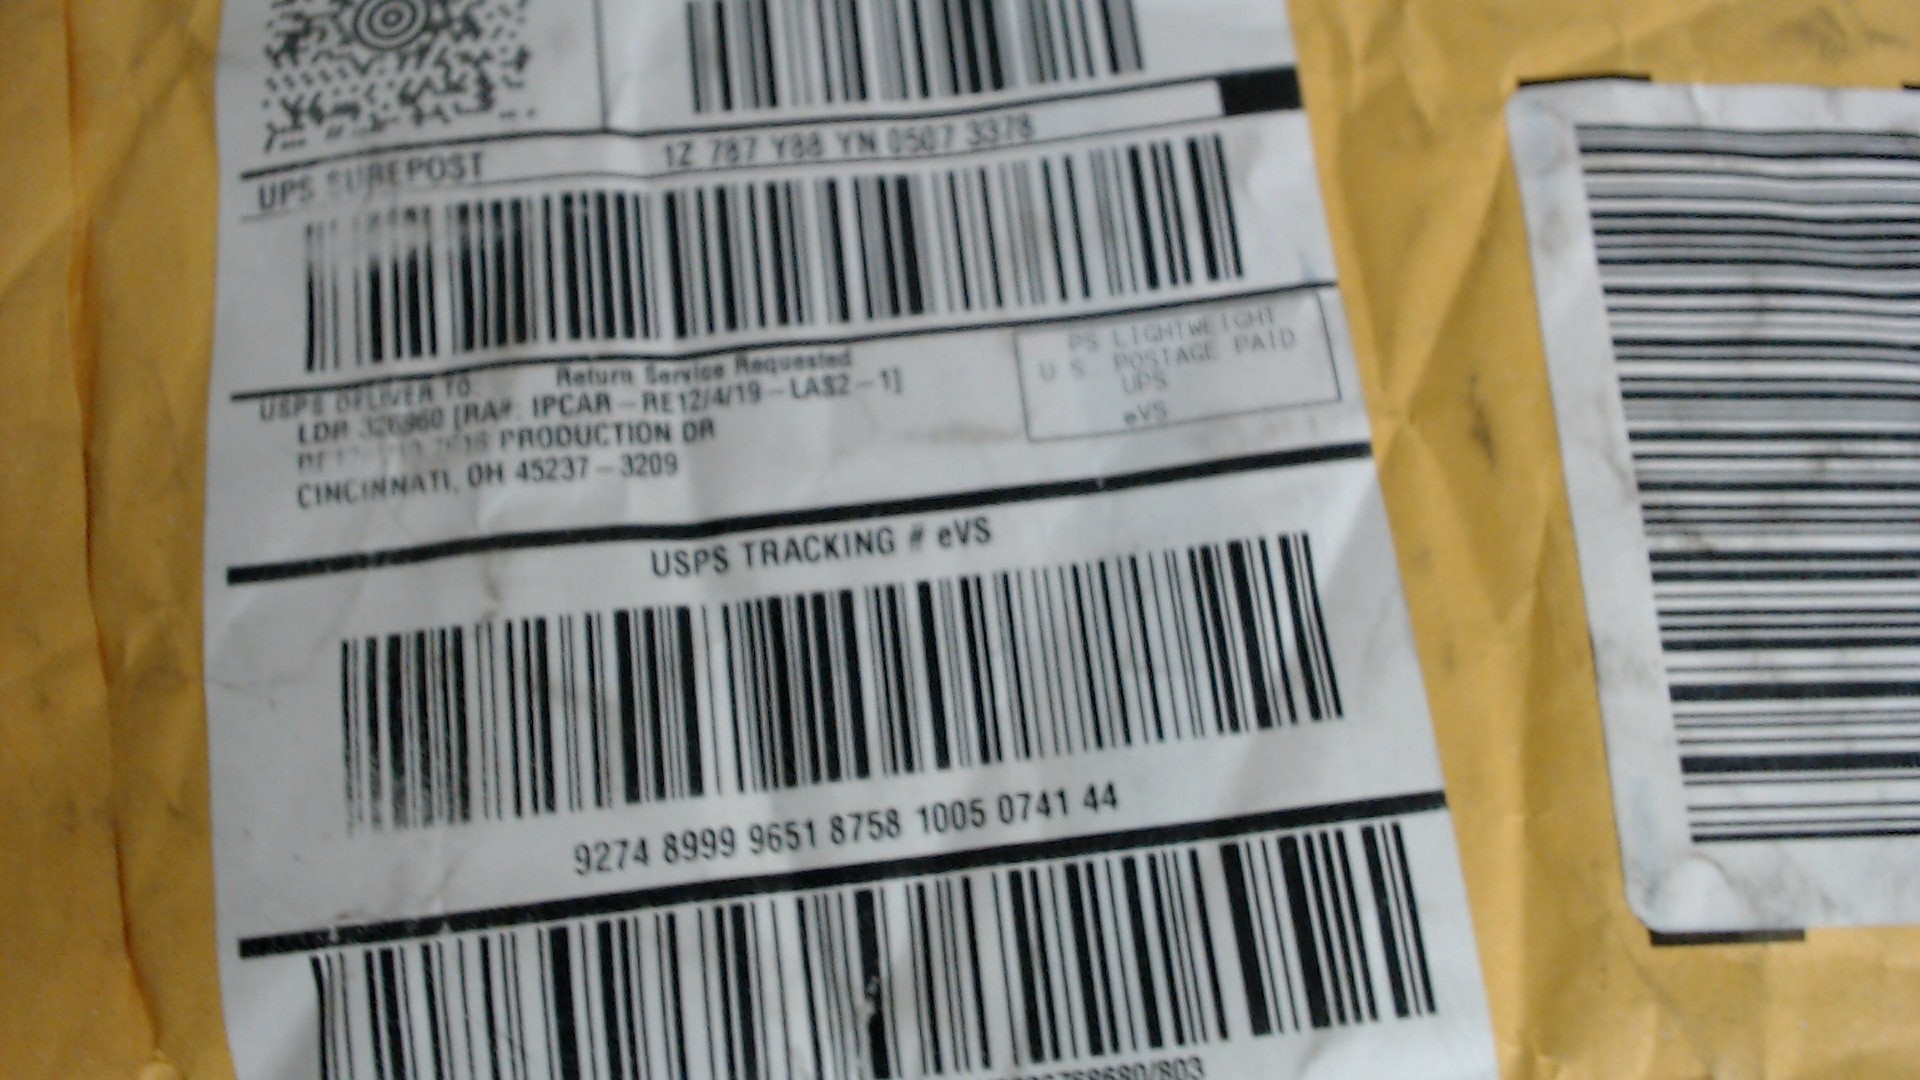 UPS SUREPOST
1Z 787 Y88 YN 0507 3378
Return Service Requested
USPS DELIVER TO:
LDR 326960 [RA#: IPCAR-RE12/4/19-LAS2-1]
PRODUCTION DR
CINCINNATI, OH 45237-3209
PS LIGHTWEIGHT
U S POSTAGE PAID
UPS
eVS
USPS TRACKING # eVS
9274 8999 9651 8758 1005 0741 44